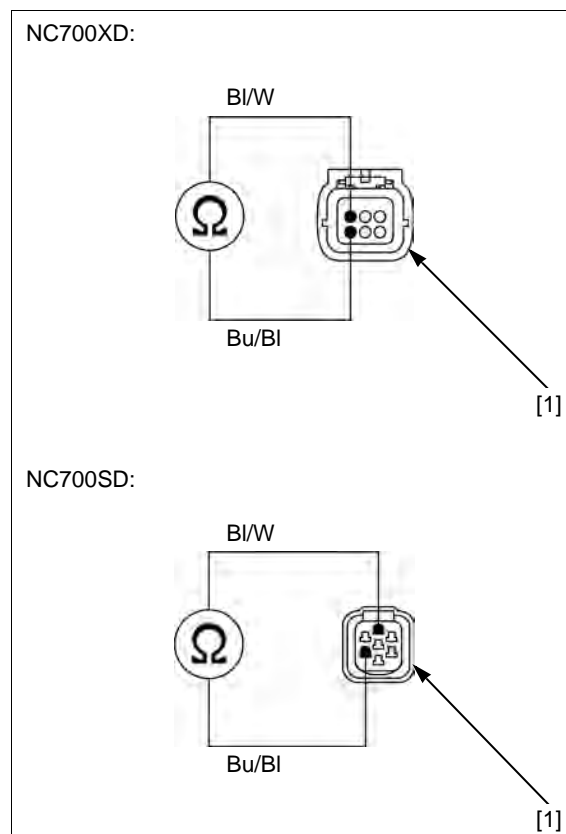 NC700XD:
Bl/W
Ω
Bu/Bl
[1]
NC700SD:
Bl/W
Ω
Bu/Bl
[1]